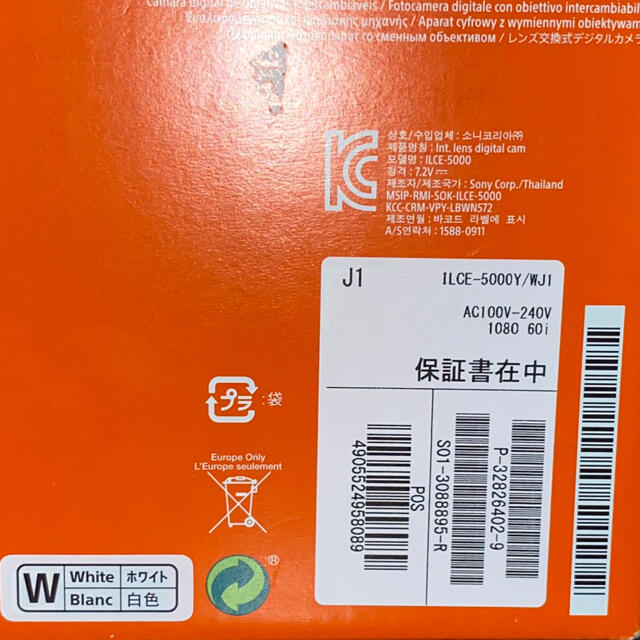 Fotocamera digitale con obiettivo intercambiabil
Aparat cyfrowy z wymiennymi obiektywam
со сменным объективом / レンズ交換式デジタルカメラ
상호/수입업체 : 소니코리아㈜
제품명칭 : Int. lens digital cam
모델명 : ILCE-5000
정격 : 7.2V
제조자/제조국가 : Sony Corp./Thailand
MSIP-RMI-SOK-ILCE-5000
KCC-CRM-VPY-LBWN572
제조연월 : 바코드 라벨에 표시
A/S연락처 : 1588-0911
J1
ILCE-5000Y/WJ1
AC100V-240V
1080 60i
保証書在中
プラ
:袋
Europe Only
L'Europe seulement
4905524958089
POS
S01-3088895-R
P-32826402-9
W
White ホワイト
Blanc 白色
®